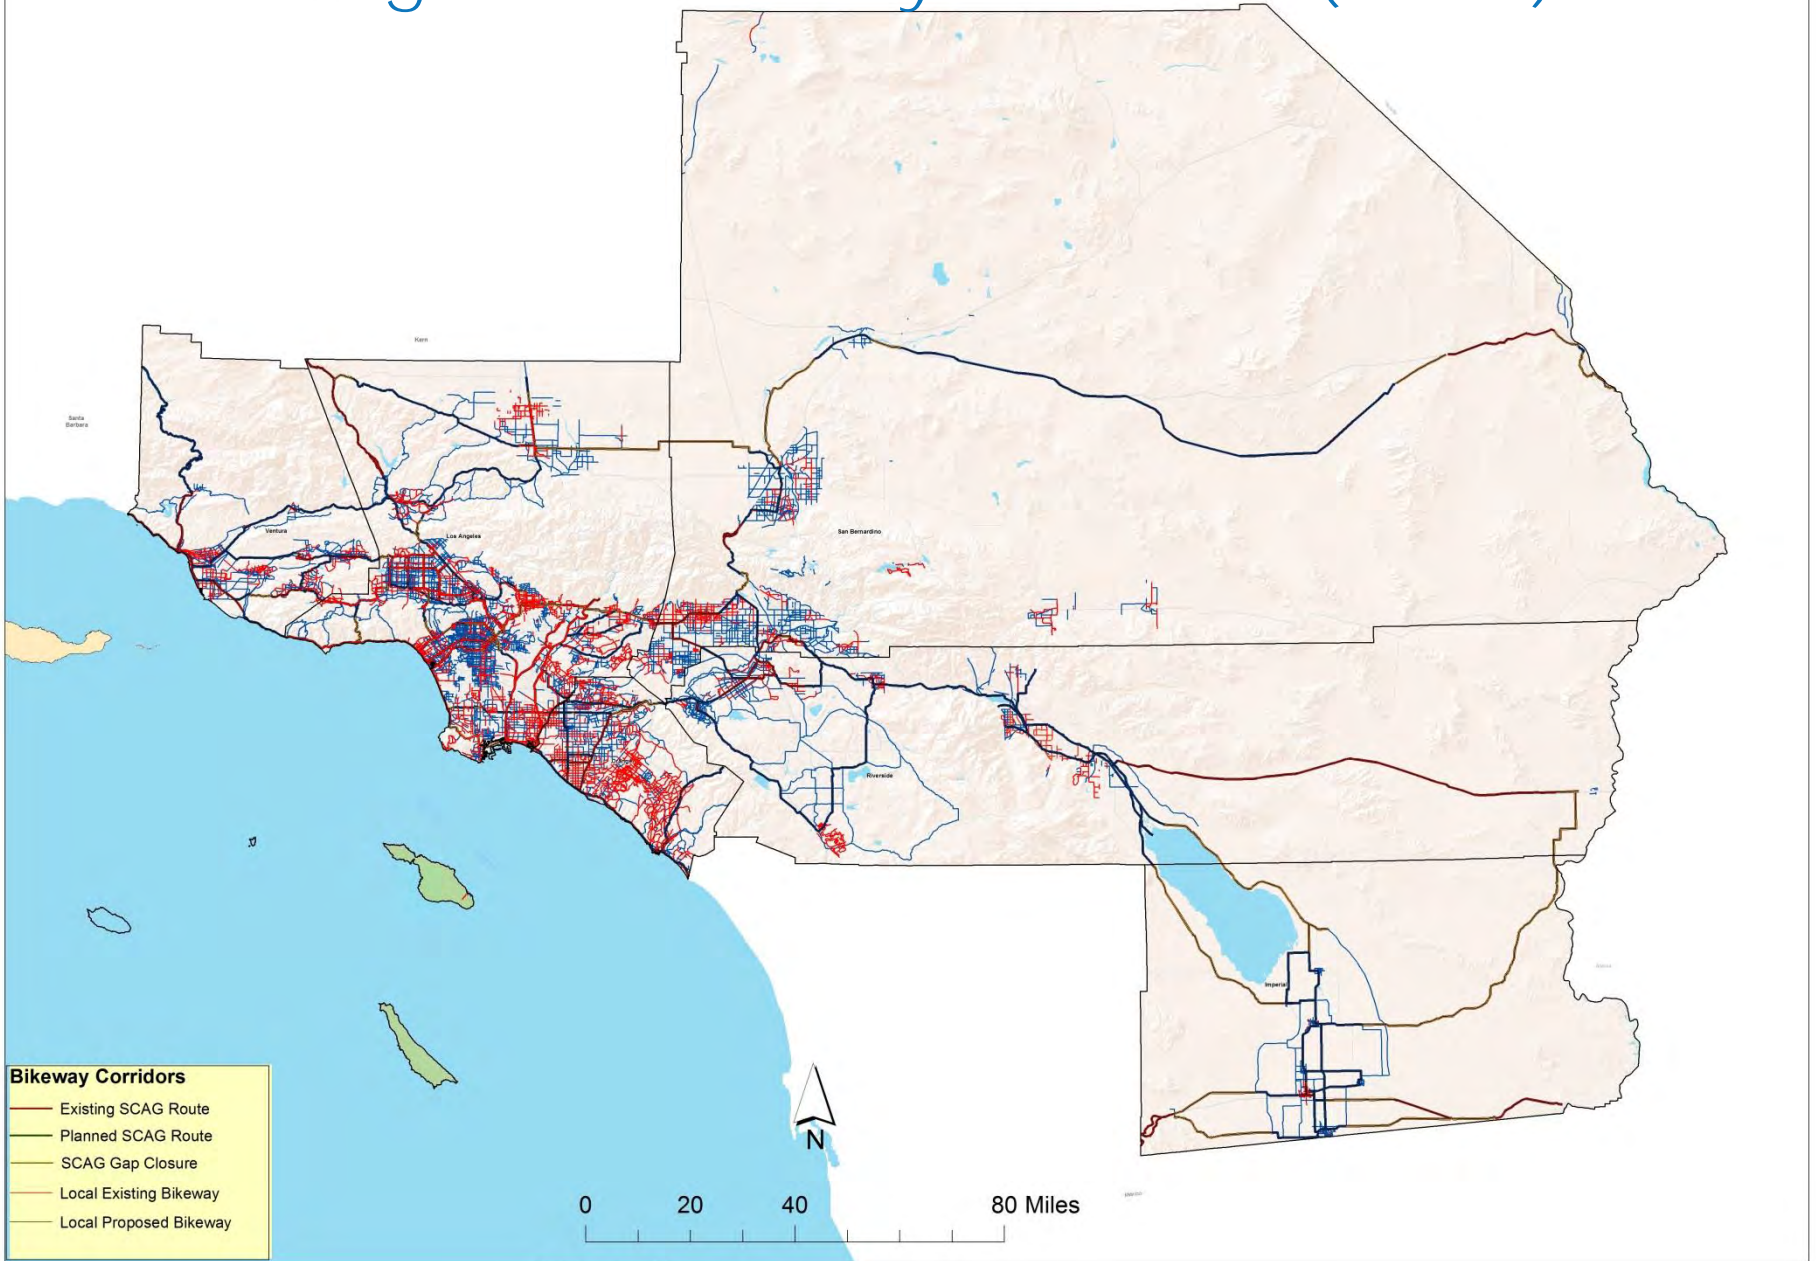 Kern
Santa
Barbara
Ventura
Los Angeles
San Bernardino
Riverside
Imperial
Bikeway Corridors
Existing SCAG Route
Planned SCAG Route
SCAG Gap Closure
Local Existing Bikeway
Local Proposed Bikeway
N
0 20 40 80 Miles